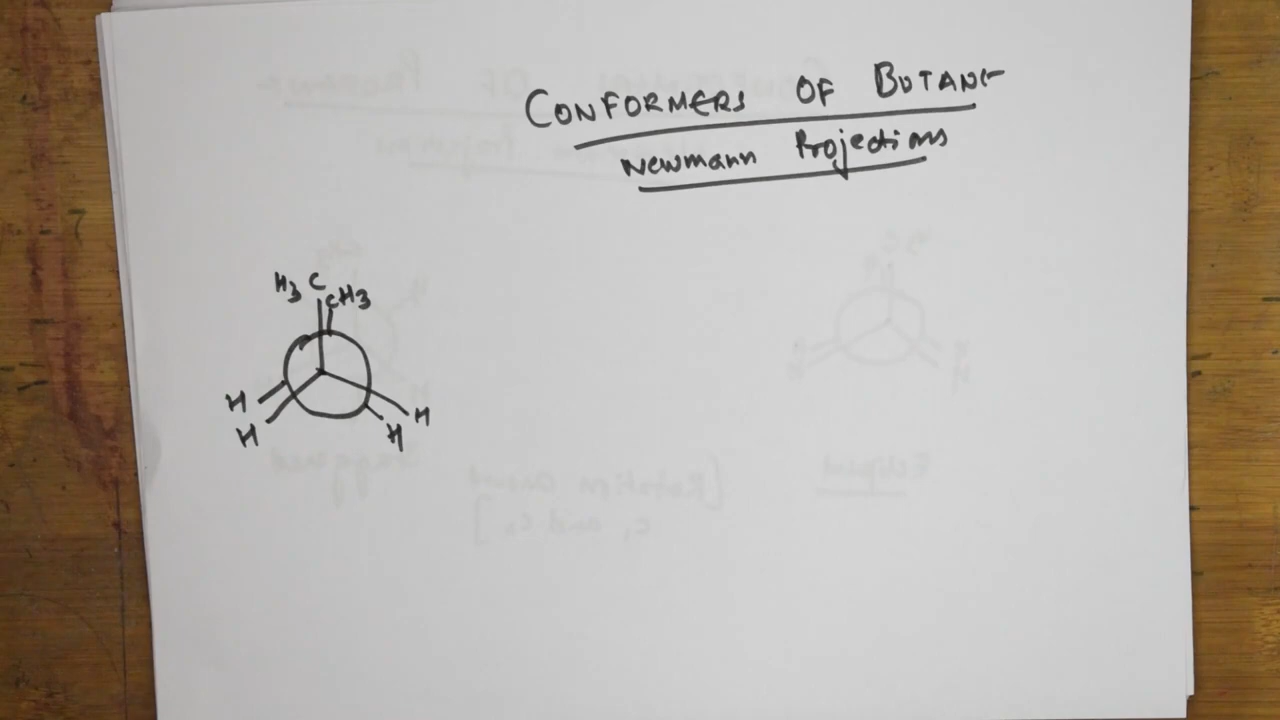 CONFORMERS OF BUTANE
Newmann Projections
H3C
CH3
H
H
H
H